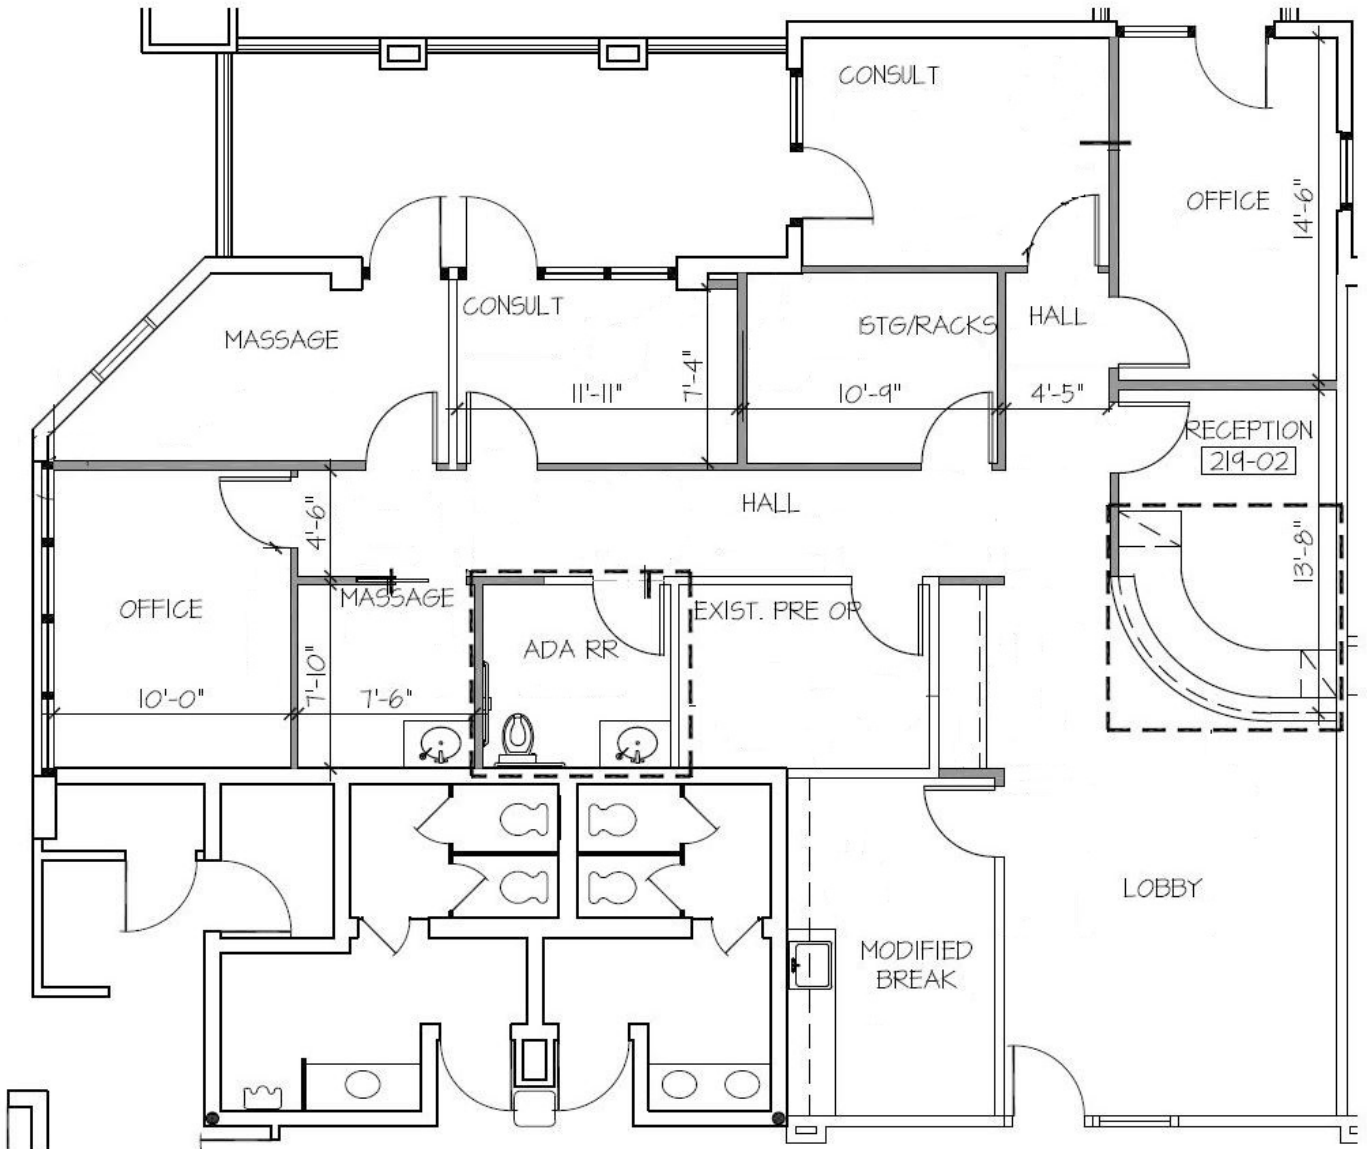 CONSULT
OFFICE
14'-6"
CONSULT
MASSAGE
STG/RACKS
HALL
7'-4"
11'-11"
10'-9"
4'-5"
RECEPTION
219-02
HALL
4'-6"
13'-8"
MASSAGE
OFFICE
EXIST. PRE OP
ADA RR
7'-10"
10'-0"
7'-6"
LOBBY
MODIFIED
BREAK